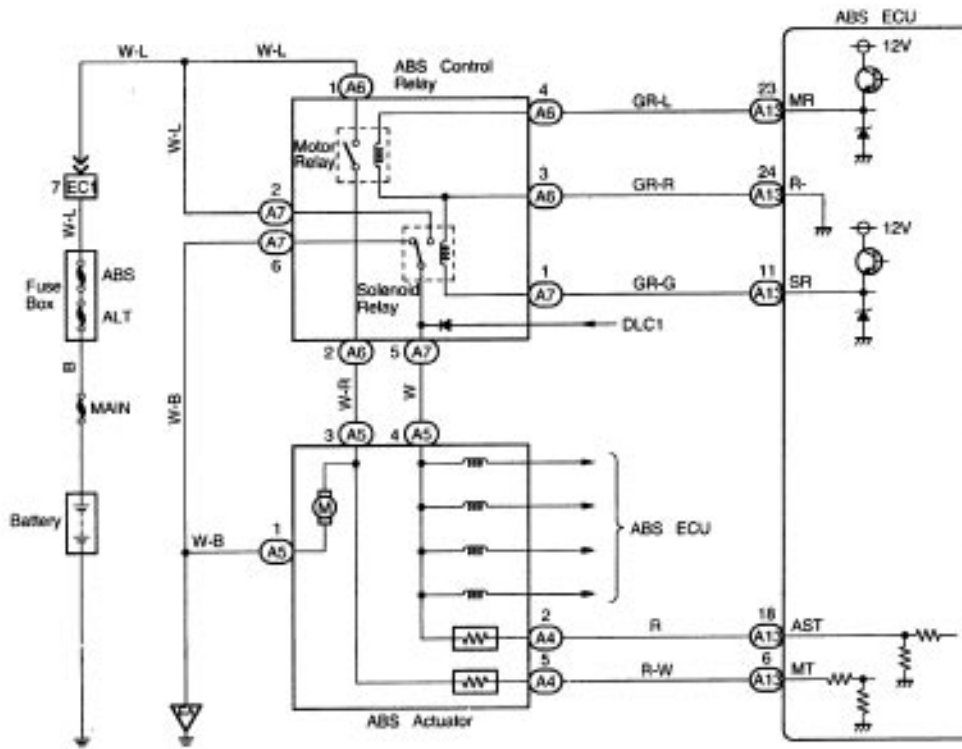 ABS ECU
W-L
W-L
ABS Control
Relay
12V
1 A6
4
A6
GR-L
23
A13
MR
W-L
Motor
Relay
7 EC1
2
A7
3
A6
GR-R
24
A13
R-
W-L
A7
6
12V
Fuse
Box
ABS
ALT
Solenoid
Relay
1
A7
GR-G
11
A13
SR
DLC1
2 A6
5 A7
B
MAIN
W-B
W-R
W
3 A5
4 A5
Battery
M
ABS ECU
W-B
1
A5
2
A4
R
18
A13
AST
5
A4
R-W
6
A13
MT
ABS Actuator